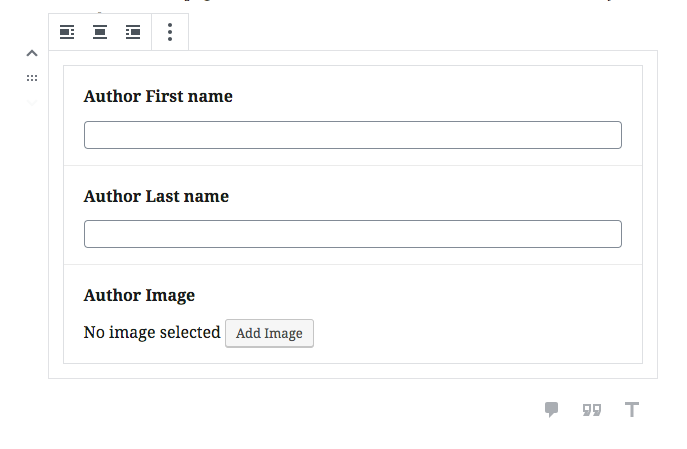 Author First name
Author Last name
Author Image
No image selected Add Image